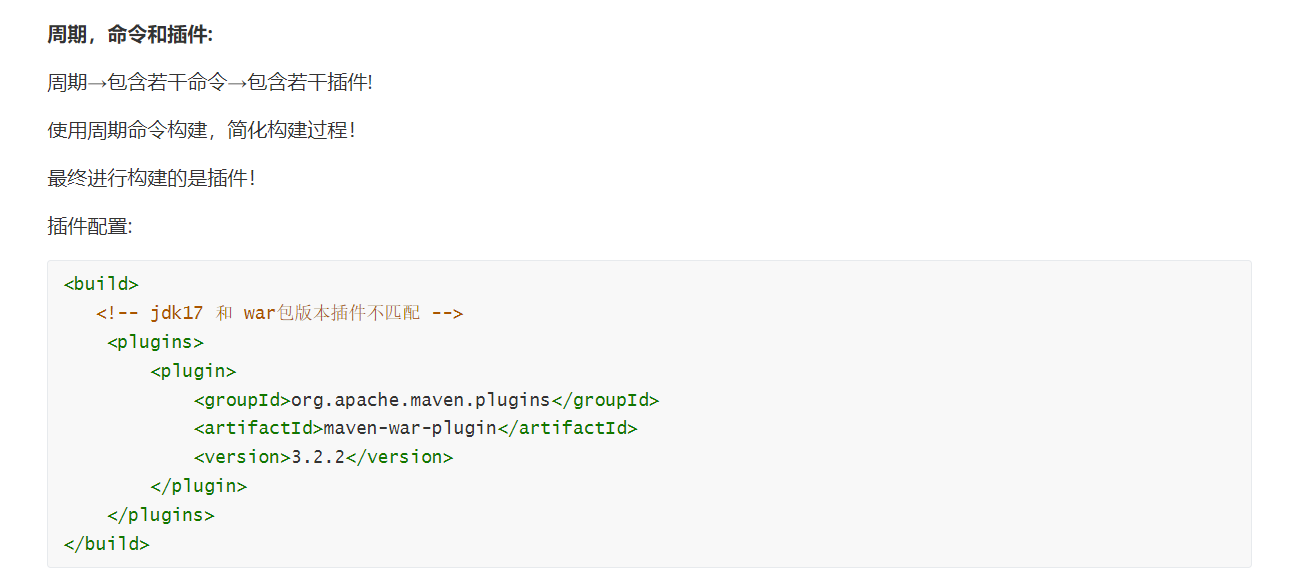 周期，命令和插件:
周期→包含若干命令→包含若干插件!
使用周期命令构建，简化构建过程！
最终进行构建的是插件！
插件配置:
<build>
   <!-- jdk17 和 war包版本插件不匹配 -->
    <plugins>
        <plugin>
            <groupId>org.apache.maven.plugins</groupId>
            <artifactId>maven-war-plugin</artifactId>
            <version>3.2.2</version>
        </plugin>
    </plugins>
</build>